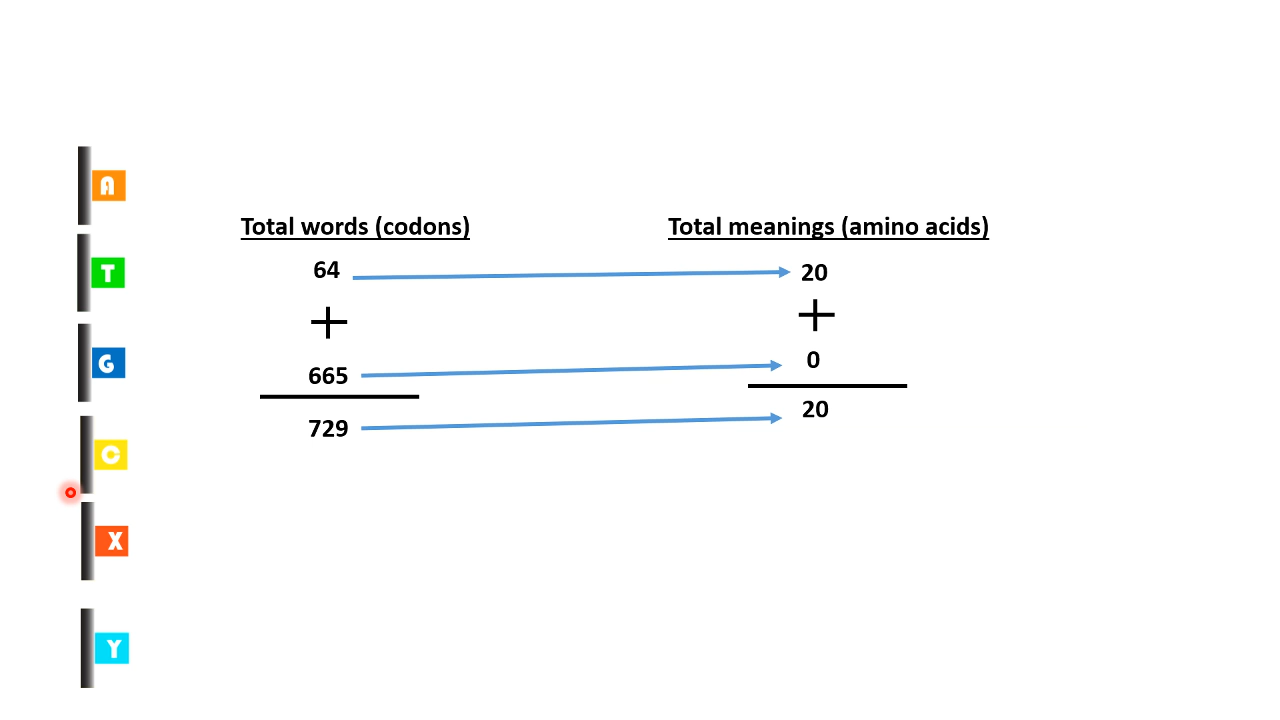 A
T
G
C
X
Y
Total words (codons)
64
+
665
729
Total meanings (amino acids)
20
+
0
20